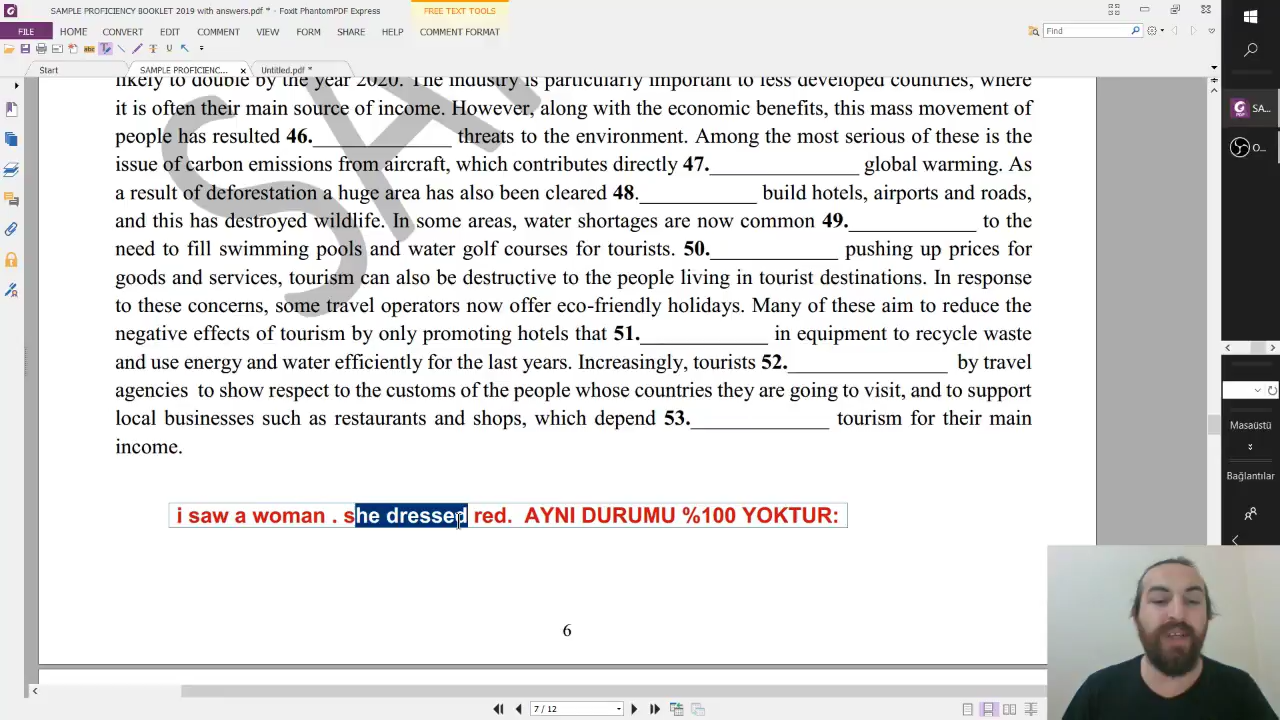 SAMPLE PROFICIENCY BOOKLET 2019 with answers.pdf * - Foxit PhantomPDF Express
FREE TEXT TOOLS
FILE HOME CONVERT EDIT COMMENT VIEW FORM SHARE HELP COMMENT FORMAT
Find
Start
SAMPLE PROFICIENC... *
Untitled.pdf *
likely to double by the year 2020. The industry is particularly important to less developed countries, where
it is often their main source of income. However, along with the economic benefits, this mass movement of
people has resulted 46._____________ threats to the environment. Among the most serious of these is the
issue of carbon emissions from aircraft, which contributes directly 47.______________ global warming. As
a result of deforestation a huge area has also been cleared 48.___________ build hotels, airports and roads,
and this has destroyed wildlife. In some areas, water shortages are now common 49.____________ to the
need to fill swimming pools and water golf courses for tourists. 50.____________ pushing up prices for
goods and services, tourism can also be destructive to the people living in tourist destinations. In response
to these concerns, some travel operators now offer eco-friendly holidays. Many of these aim to reduce the
negative effects of tourism by only promoting hotels that 51.____________ in equipment to recycle waste
and use energy and water efficiently for the last years. Increasingly, tourists 52._______________ by travel
agencies to show respect to the customs of the people whose countries they are going to visit, and to support
local businesses such as restaurants and shops, which depend 53._____________ tourism for their main
income.
i saw a woman . she dressed red. AYNI DURUMU %100 YOKTUR:
6
7 / 12
SA...
O...
Masaüstü
Bağlantılar